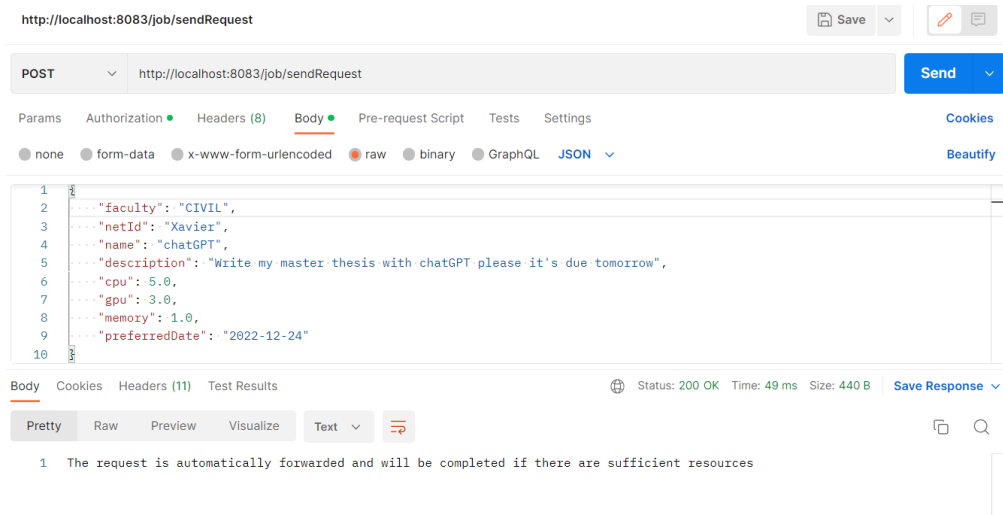 http://localhost:8083/job/sendRequest Save
POST http://localhost:8083/job/sendRequest Send
Params Authorization Headers (8) Body Pre-request Script Tests Settings Cookies
none form-data x-www-form-urlencoded raw binary GraphQL JSON Beautify
1 {
2 "faculty": "CIVIL",
3 "netId": "Xavier",
4 "name": "chatGPT",
5 "description": "Write my master thesis with chatGPT please it's due tomorrow",
6 "cpu": 5.0,
7 "gpu": 3.0,
8 "memory": 1.0,
9 "preferredDate": "2022-12-24"
10 }
Body Cookies Headers (11) Test Results Status: 200 OK Time: 49 ms Size: 440 B Save Response
Pretty Raw Preview Visualize Text
1 The request is automatically forwarded and will be completed if there are sufficient resources